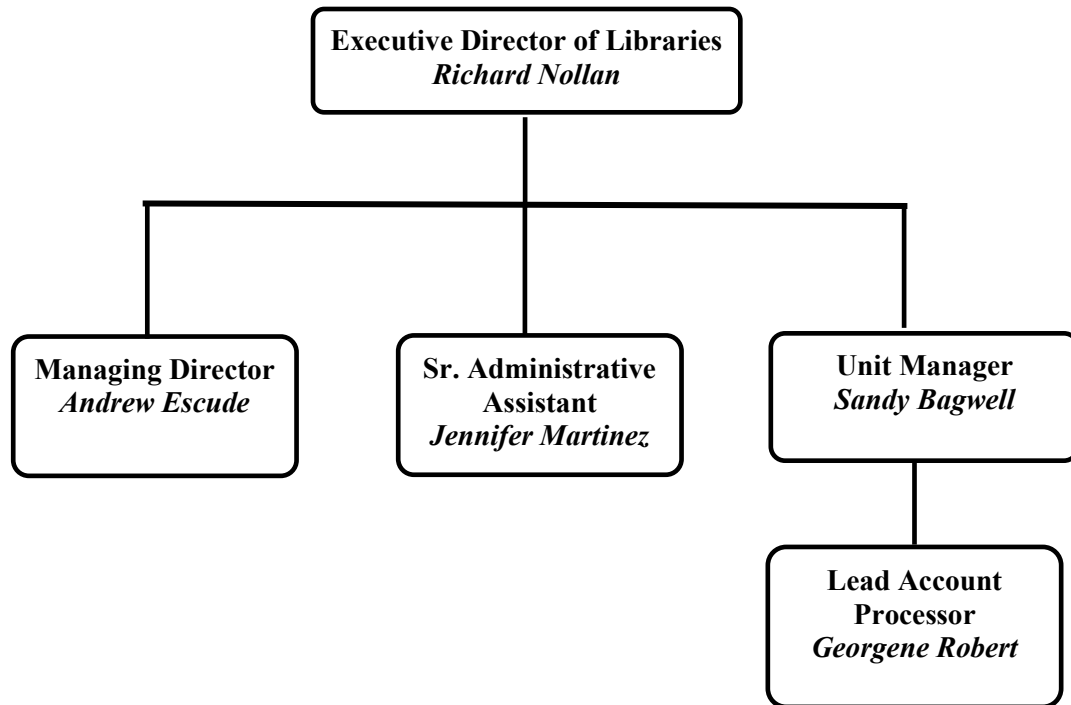 Executive Director of Libraries
Richard Nollan
Managing Director
Andrew Escude
Sr. Administrative
Assistant
Jennifer Martinez
Unit Manager
Sandy Bagwell
Lead Account
Processor
Georgene Robert